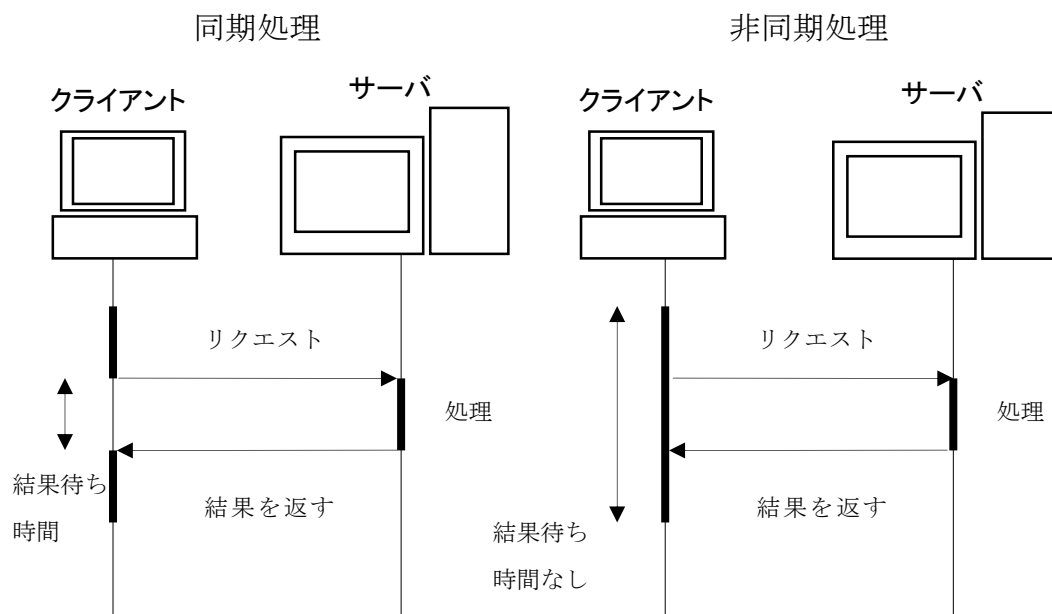 同期処理
クライアント
サーバ
リクエスト
処理
結果待ち
時間
結果を返す
非同期処理
クライアント
サーバ
リクエスト
処理
結果を返す
結果待ち
時間なし